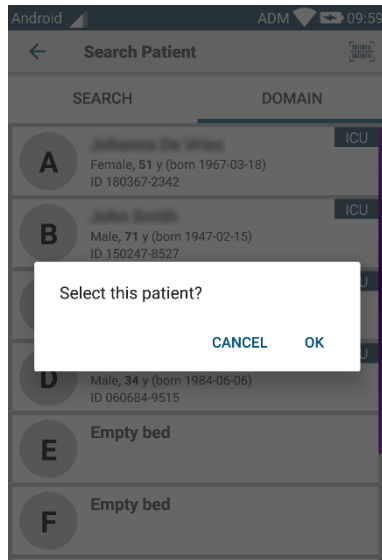 Android ADM 09:59
Search Patient
SEARCH DOMAIN
ICU
A
Female, 51 y (born 1967-03-18)
ID 180367-2342
ICU
B
Male, 71 y (born 1947-02-15)
ID 150247-8527
Select this patient?
CANCEL OK
D
Male, 34 y (born 1984-06-06)
ID 060684-9515
Empty bed
E
Empty bed
F